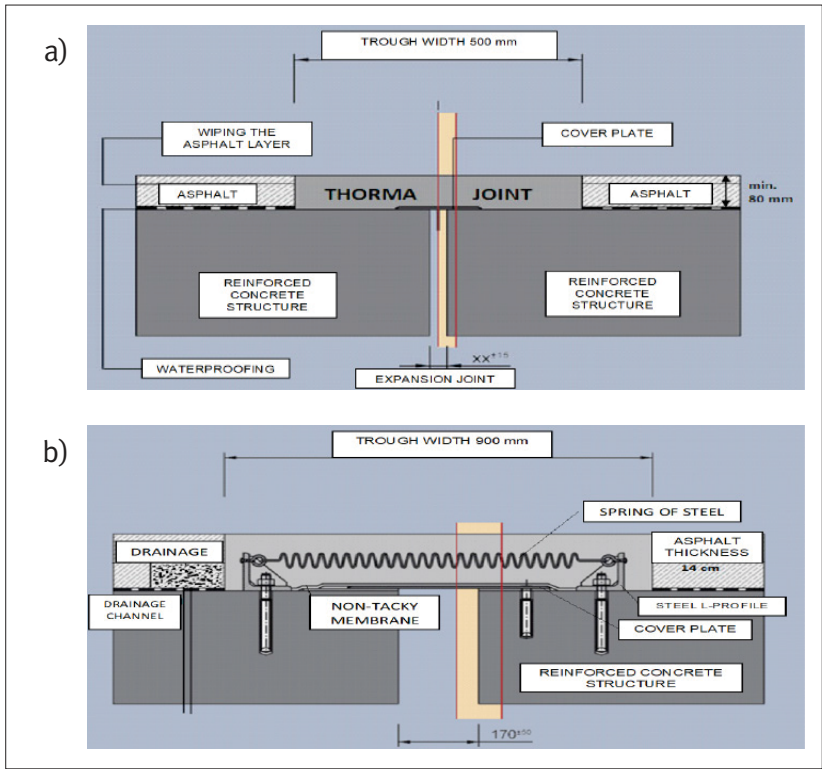 a)
TROUGH WIDTH 500 mm
WIPING THE
ASPHALT LAYER
COVER PLATE
ASPHALT
THORMA JOINT
ASPHALT
min.
80 mm
REINFORCED
CONCRETE
STRUCTURE
REINFORCED
CONCRETE
STRUCTURE
WATERPROOFING
XX±15
EXPANSION JOINT
b)
TROUGH WIDTH 900 mm
SPRING OF STEEL
DRAINAGE
ASPHALT
THICKNESS
14 cm
DRAINAGE
CHANNEL
NON-TACKY
MEMBRANE
STEEL L-PROFILE
COVER PLATE
REINFORCED CONCRETE
STRUCTURE
170±50